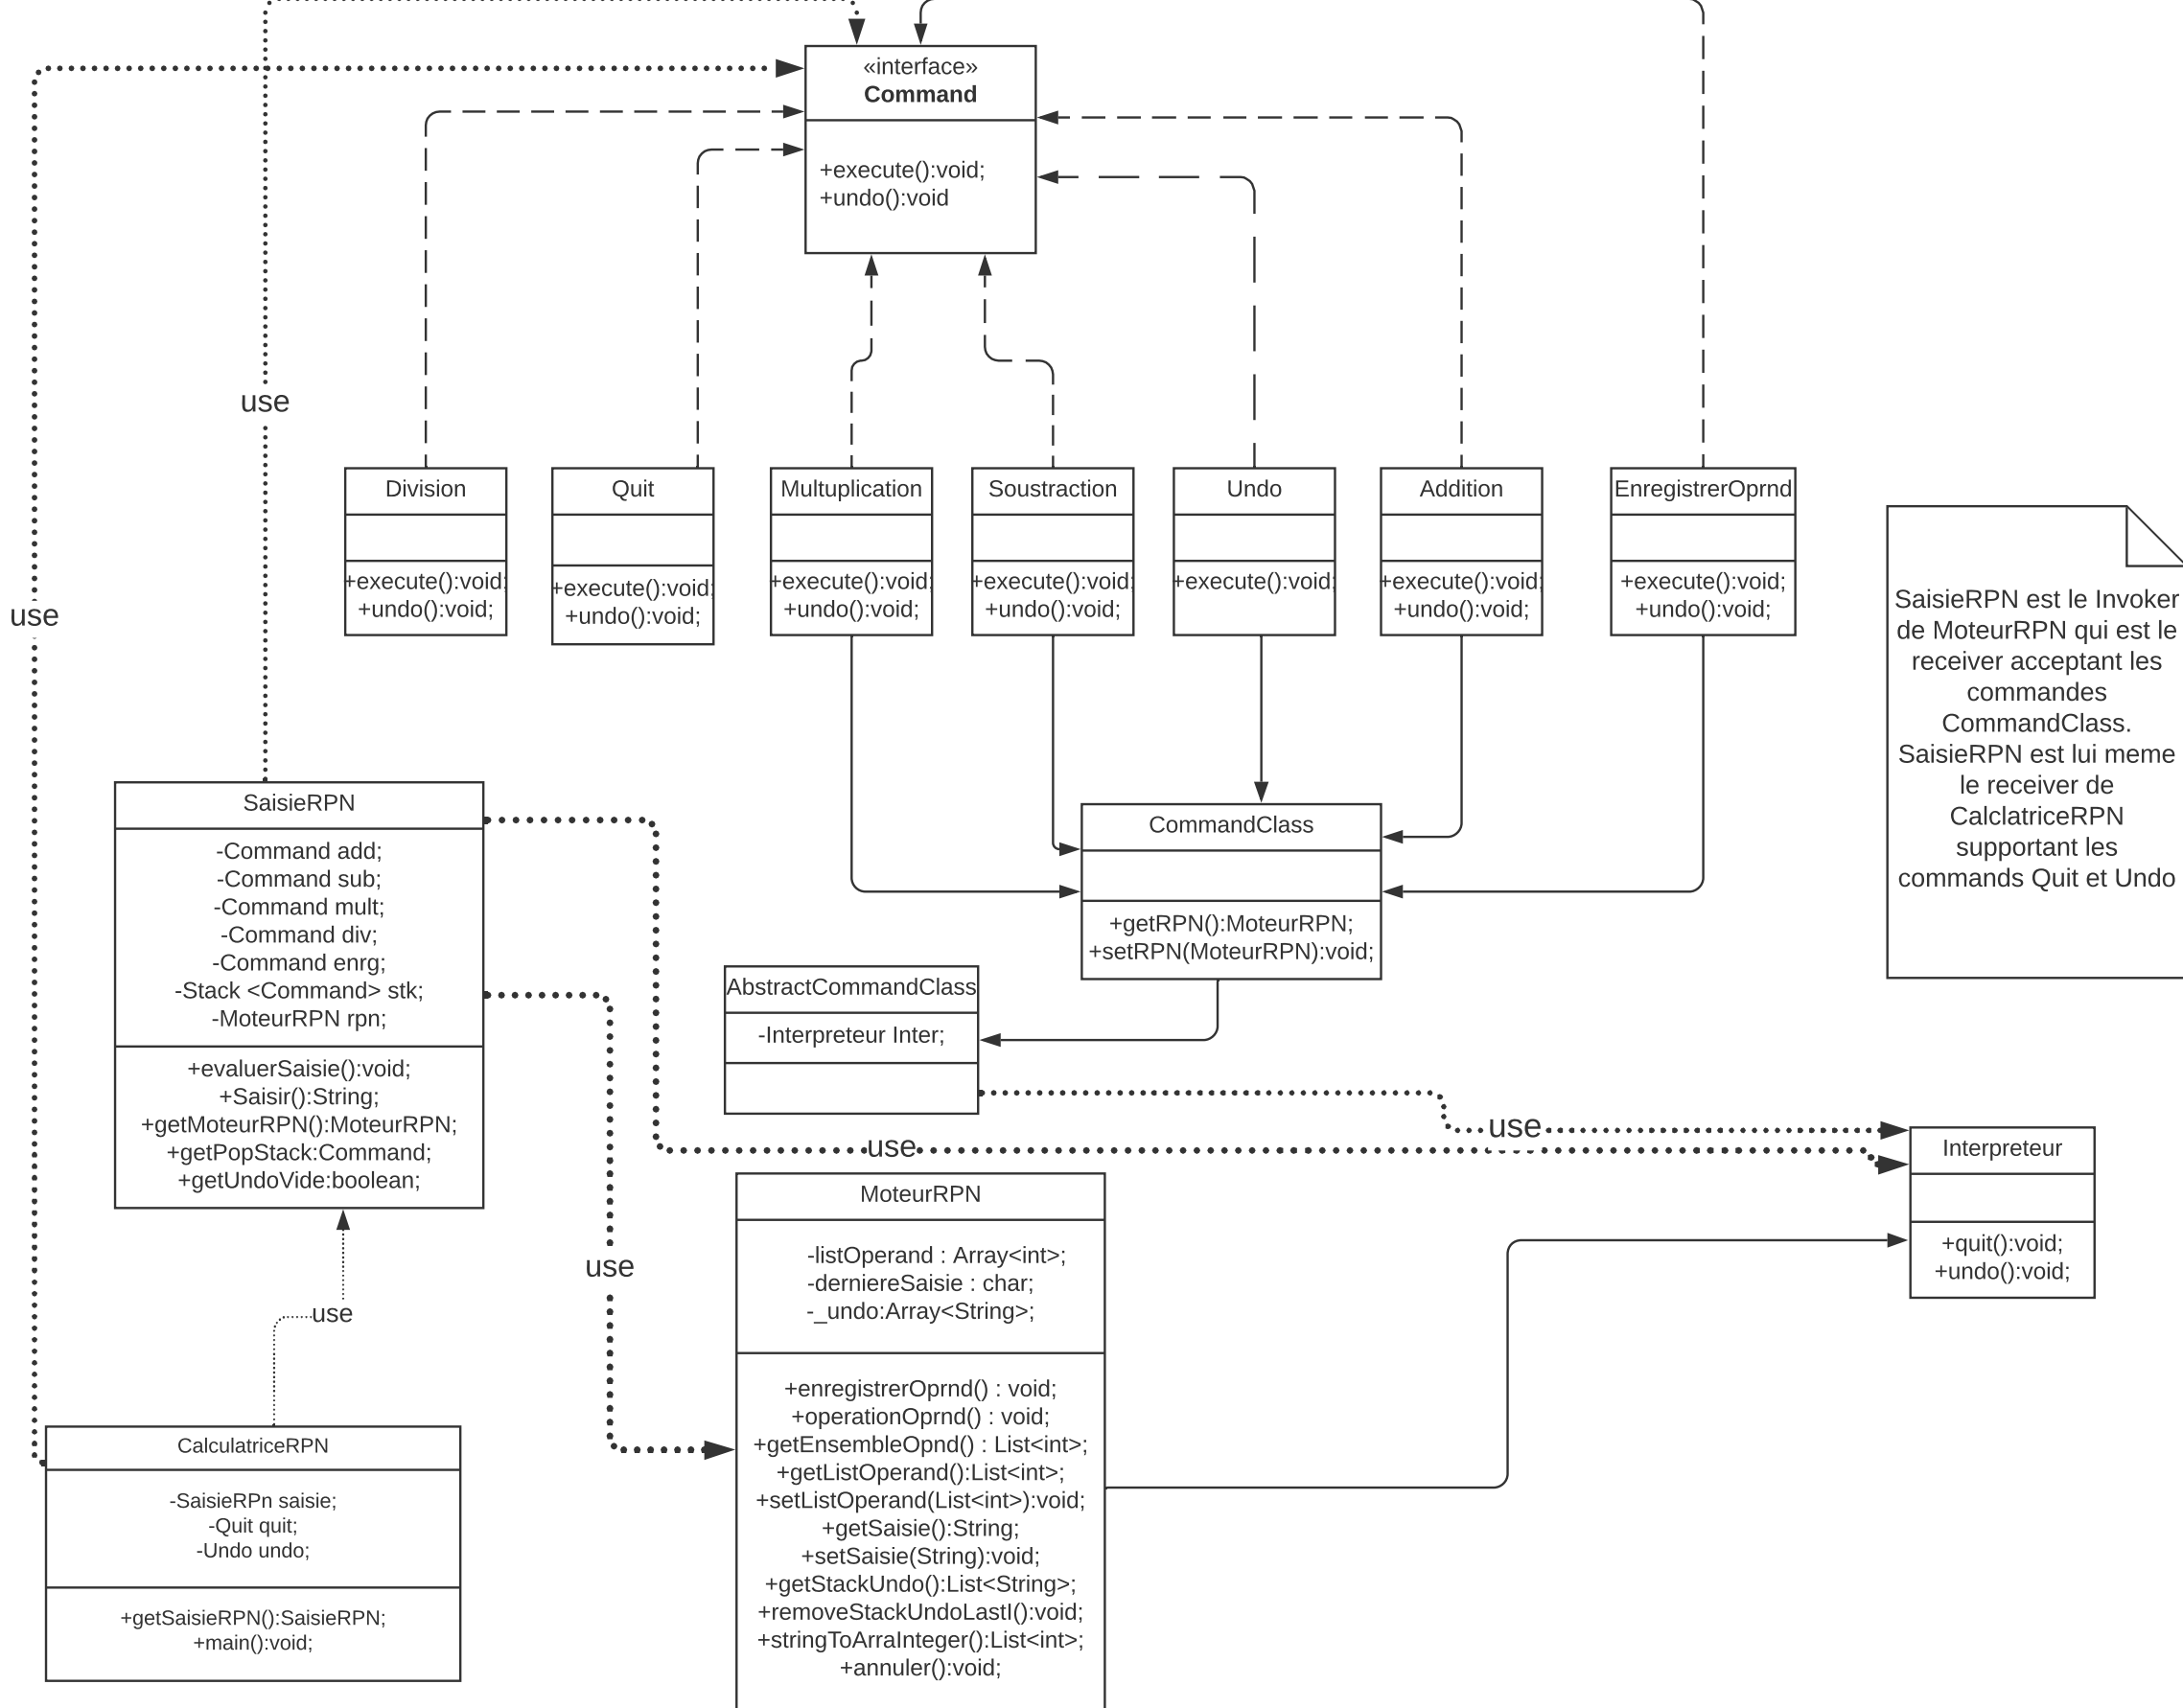 «interface»
Command
+execute():void;
+undo():void
use
use
Division
+execute():void;
+undo():void;
Quit
+execute():void;
+undo():void;
Multuplication
+execute():void;
+undo():void;
Soustraction
+execute():void;
+undo():void;
Undo
+execute():void;
Addition
+execute():void;
+undo():void;
EnregistrerOprnd
+execute():void;
+undo():void;
SaisieRPN est le Invoker
de MoteurRPN qui est le
receiver acceptant les
commandes
CommandClass.
SaisieRPN est lui meme
le receiver de
CalclatriceRPN
supportant les
commands Quit et Undo
SaisieRPN
-Command add;
-Command sub;
-Command mult;
-Command div;
-Command enrg;
-Stack <Command> stk;
-MoteurRPN rpn;
+evaluerSaisie():void;
+Saisir():String;
+getMoteurRPN():MoteurRPN;
+getPopStack:Command;
+getUndoVide:boolean;
CommandClass
+getRPN():MoteurRPN;
+setRPN(MoteurRPN):void;
AbstractCommandClass
-Interpreteur Inter;
use
use
use
use
Interpreteur
+quit():void;
+undo():void;
MoteurRPN
-listOperand : Array<int>;
-derniereSaisie : char;
-_undo:Array<String>;
+enregistrerOprnd() : void;
+operationOprnd() : void;
+getEnsembleOpnd() : List<int>;
+getListOperand():List<int>;
+setListOperand(List<int>):void;
+getSaisie():String;
+setSaisie(String):void;
+getStackUndo():List<String>;
+removeStackUndoLastI():void;
+stringToArraInteger():List<int>;
+annuler():void;
CalculatriceRPN
-SaisieRPn saisie;
-Quit quit;
-Undo undo;
+getSaisieRPN():SaisieRPN;
+main():void;